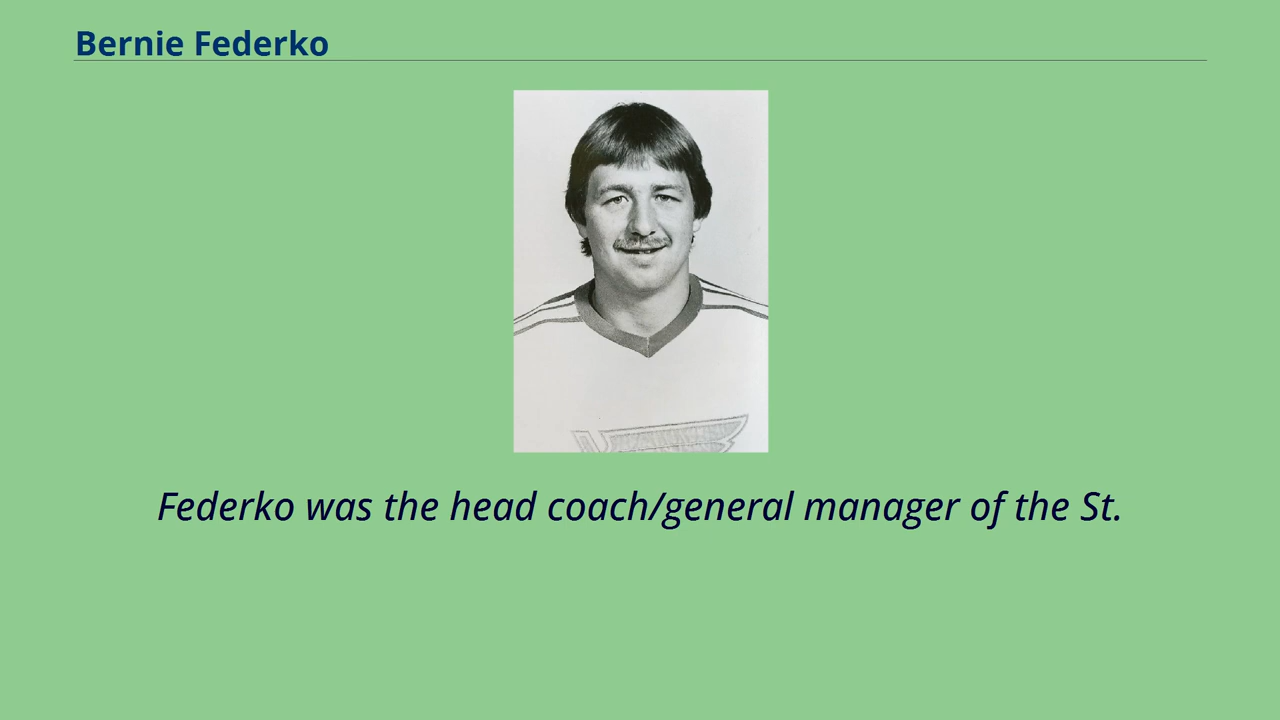 Bernie Federko
Federko was the head coach/general manager of the St.